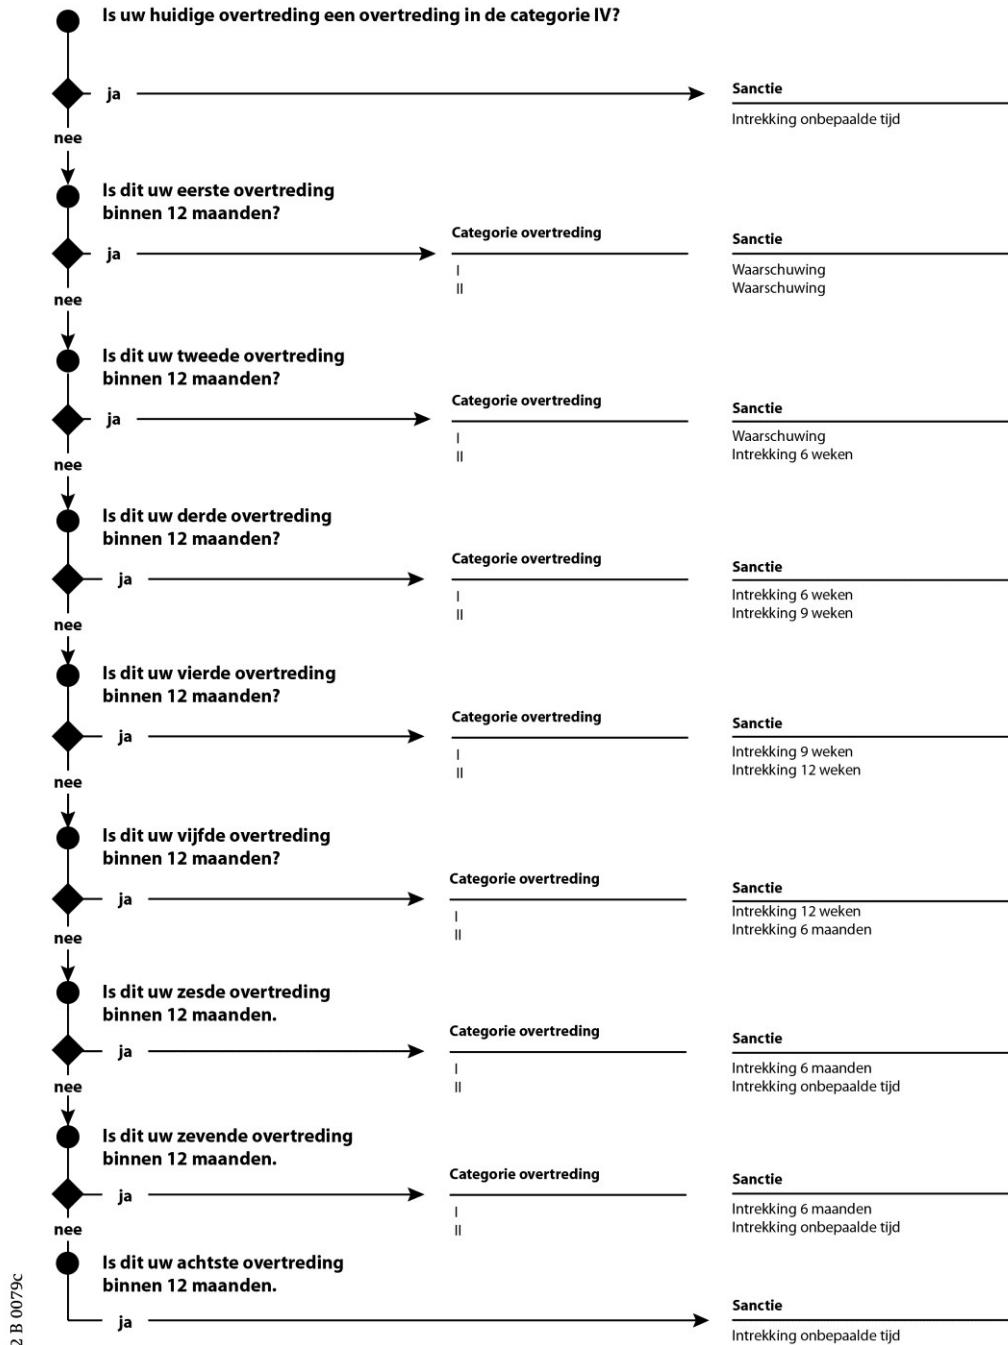 Is uw huidige overtreding een overtreding in de categorie IV?
ja
Sanctie
Intrekking onbepaalde tijd
nee
Is dit uw eerste overtreding
binnen 12 maanden?
ja
Categorie overtreding
Sanctie
I
Waarschuwing
II
Waarschuwing
nee
Is dit uw tweede overtreding
binnen 12 maanden?
ja
Categorie overtreding
Sanctie
I
Waarschuwing
II
Intrekking 6 weken
nee
Is dit uw derde overtreding
binnen 12 maanden?
ja
Categorie overtreding
Sanctie
I
Intrekking 6 weken
II
Intrekking 9 weken
nee
Is dit uw vierde overtreding
binnen 12 maanden?
ja
Categorie overtreding
Sanctie
I
Intrekking 9 weken
II
Intrekking 12 weken
nee
Is dit uw vijfde overtreding
binnen 12 maanden?
ja
Categorie overtreding
Sanctie
I
Intrekking 12 weken
II
Intrekking 6 maanden
nee
Is dit uw zesde overtreding
binnen 12 maanden.
ja
Categorie overtreding
Sanctie
I
Intrekking 6 maanden
II
Intrekking onbepaalde tijd
nee
Is dit uw zevende overtreding
binnen 12 maanden.
ja
Categorie overtreding
Sanctie
I
Intrekking 6 maanden
II
Intrekking onbepaalde tijd
nee
Is dit uw achtste overtreding
binnen 12 maanden.
ja
Sanctie
Intrekking onbepaalde tijd
2 B 0079c